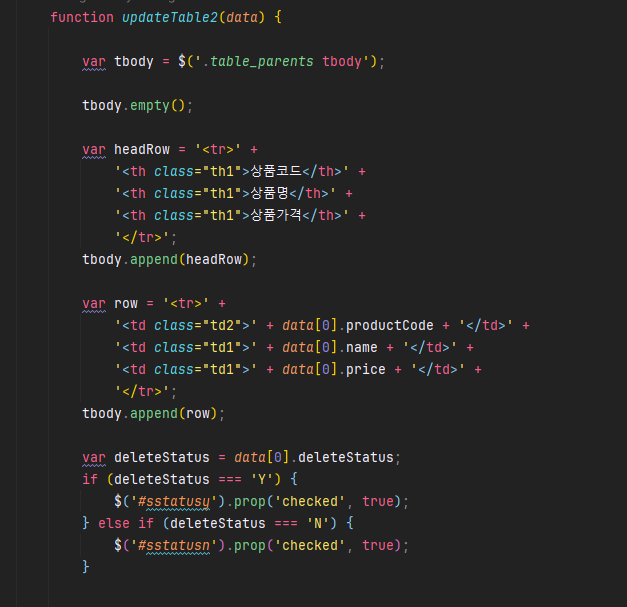 function updateTable2(data) {
var tbody = $('.table_parents tbody');
tbody.empty();
var headRow = '<tr>' +
'<th class="th1">상품코드</th>' +
'<th class="th1">상품명</th>' +
'<th class="th1">상품가격</th>' +
'</tr>';
tbody.append(headRow);
var row = '<tr>' +
'<td class="td2">' + data[0].productCode + '</td>' +
'<td class="td1">' + data[0].name + '</td>' +
'<td class="td1">' + data[0].price + '</td>' +
'</tr>';
tbody.append(row);
var deleteStatus = data[0].deleteStatus;
if (deleteStatus === 'Y') {
$('#sstatusy').prop('checked', true);
} else if (deleteStatus === 'N') {
$('#sstatusn').prop('checked', true);
}